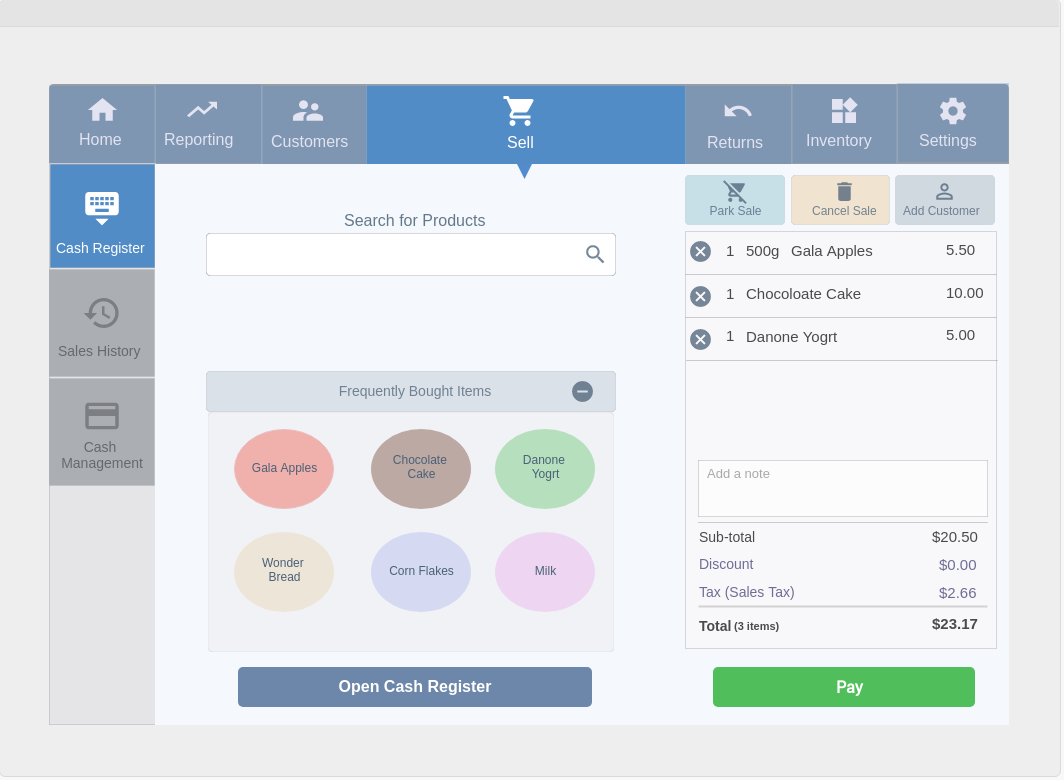 Home
Reporting
Customers
Sell
Returns
Inventory
Settings
Cash Register
Sales History
Cash
Management
Search for Products
Frequently Bought Items
Gala Apples
Chocolate
Cake
Danone
Yogrt
Wonder
Bread
Corn Flakes
Milk
Open Cash Register
Park Sale
Cancel Sale
Add Customer
1 500g Gala Apples 5.50
1 Chocoloate Cake 10.00
1 Danone Yogrt 5.00
Add a note
Sub-total $20.50
Discount $0.00
Tax (Sales Tax) $2.66
Total (3 items) $23.17
Pay